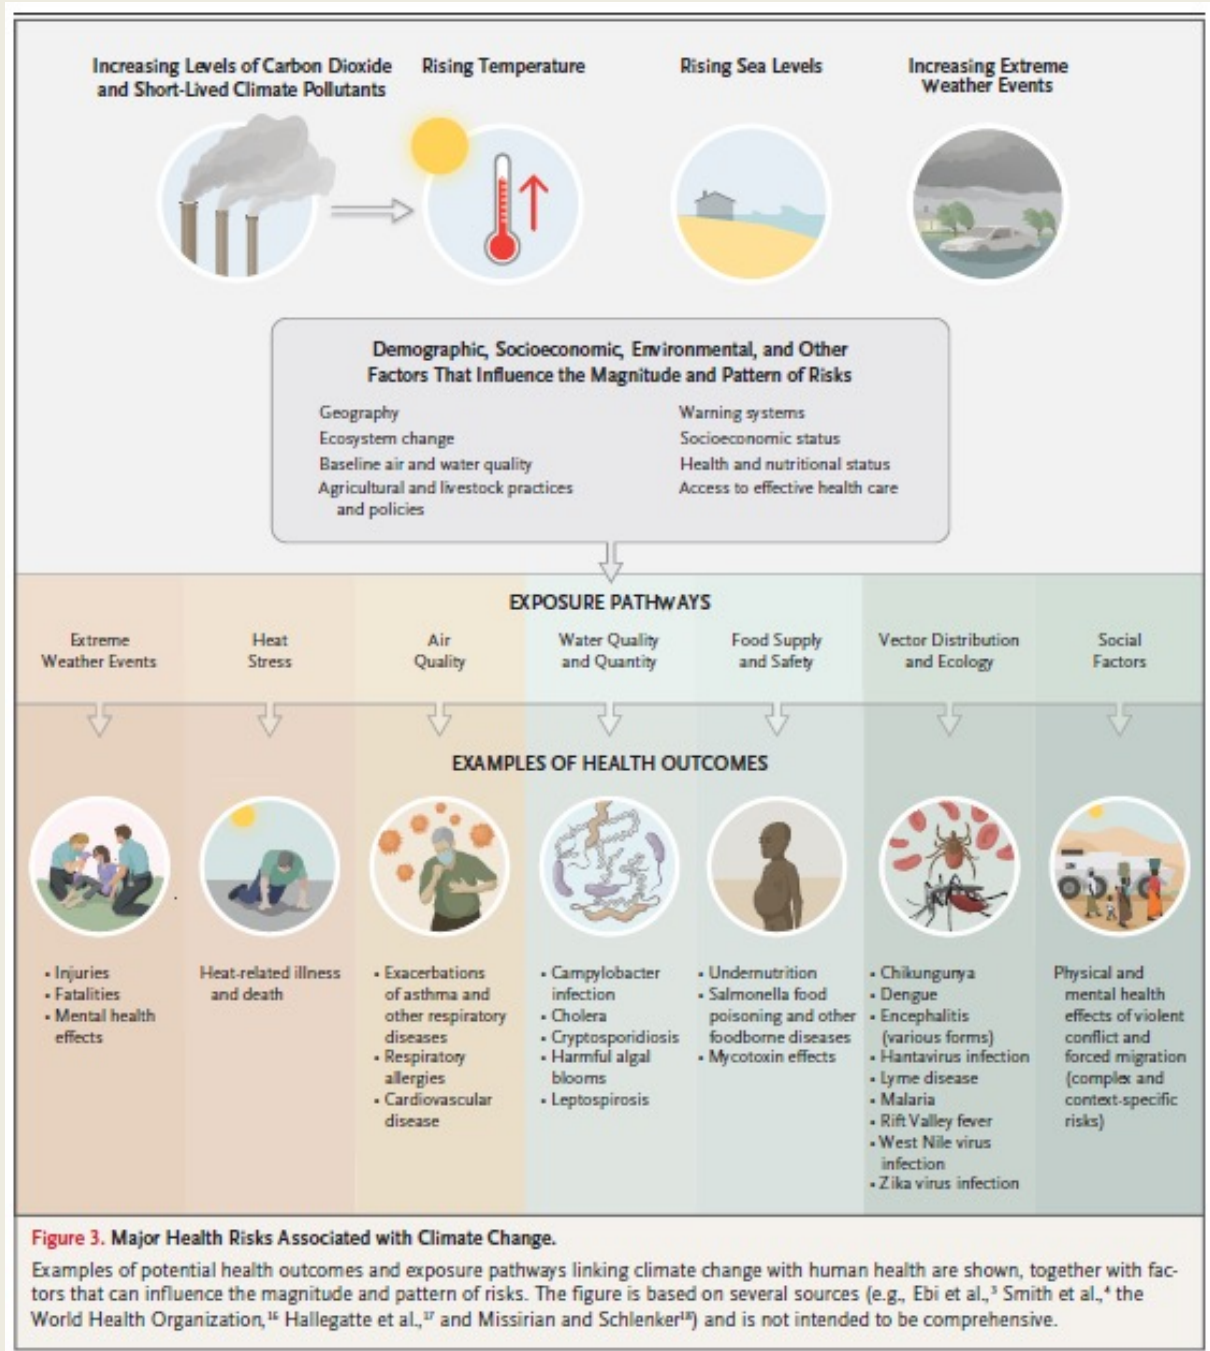 Increasing Levels of Carbon Dioxide
and Short-Lived Climate Pollutants
Rising Temperature
Rising Sea Levels
Increasing Extreme
Weather Events
Demographic, Socioeconomic, Environmental, and Other
Factors That Influence the Magnitude and Pattern of Risks
Geography
Ecosystem change
Baseline air and water quality
Agricultural and livestock practices
and policies
Warning systems
Socioeconomic status
Health and nutritional status
Access to effective health care
EXPOSURE PATHWAYS
Extreme
Weather Events
Heat
Stress
Air
Quality
Water Quality
and Quantity
Food Supply
and Safety
Vector Distribution
and Ecology
Social
Factors
EXAMPLES OF HEALTH OUTCOMES
• Injuries
• Fatalities
• Mental health
effects
Heat-related illness
and death
• Exacerbations
of asthma and
other respiratory
diseases
• Respiratory
allergies
• Cardiovascular
disease
• Campylobacter
infection
• Cholera
• Cryptosporidiosis
• Harmful algal
blooms
• Leptospirosis
• Undernutrition
• Salmonella food
poisoning and other
foodborne diseases
• Mycotoxin effects
• Chikungunya
• Dengue
• Encephalitis
(various forms)
• Hantavirus infection
• Lyme disease
• Malaria
• Rift Valley fever
• West Nile virus
infection
• Zika virus infection
Physical and
mental health
effects of violent
conflict and
forced migration
(complex and
context-specific
risks)
Figure 3. Major Health Risks Associated with Climate Change.
Examples of potential health outcomes and exposure pathways linking climate change with human health are shown, together with fac-
tors that can influence the magnitude and pattern of risks. The figure is based on several sources (e.g., Ebi et al.,³ Smith et al.,⁴ the
World Health Organization,¹⁶ Hallegatte et al.,¹⁷ and Missirian and Schlenker¹⁸) and is not intended to be comprehensive.